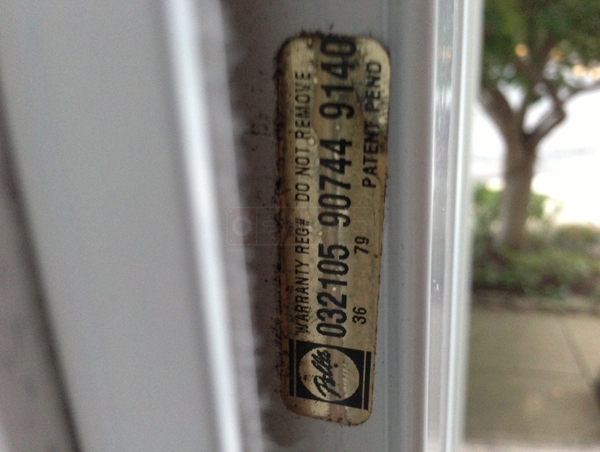 WARRANTY REG# DO NOT REMOVE
032105 90744 9140
36 79 PATENT PEND
Pella